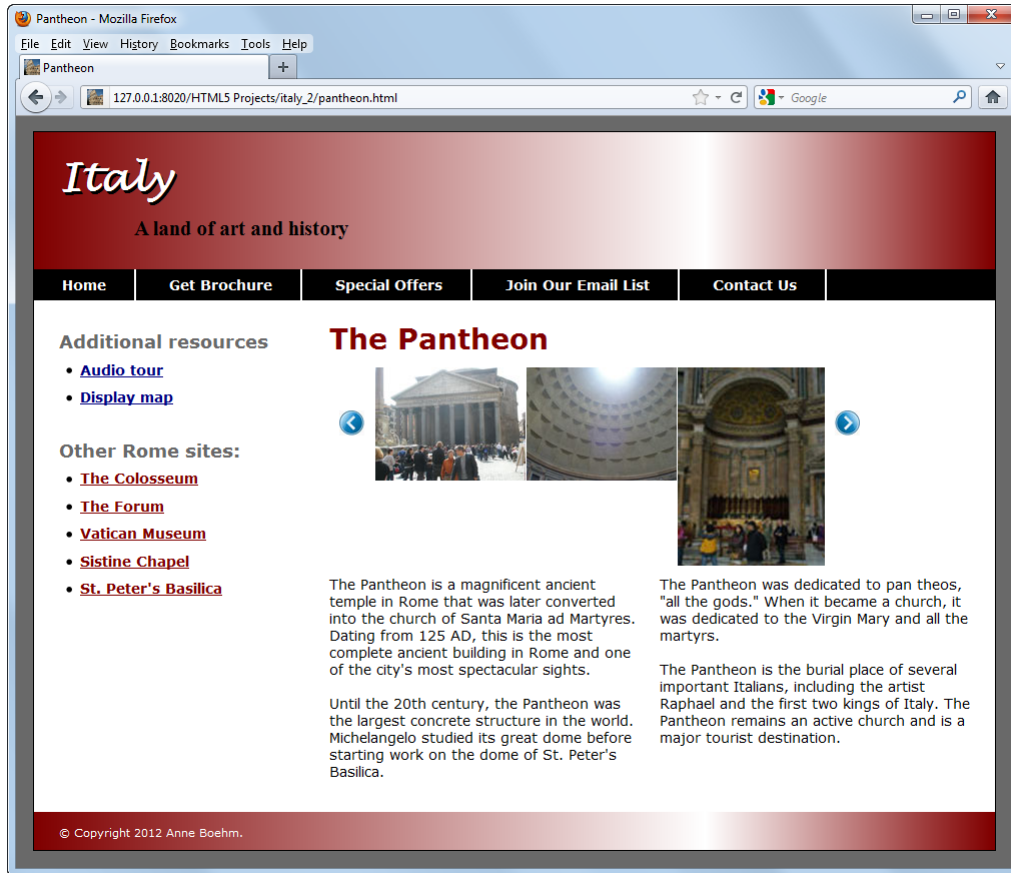 Pantheon - Mozilla Firefox
File Edit View History Bookmarks Tools Help
Pantheon
127.0.0.1:8020/HTML5 Projects/italy_2/pantheon.html
Google
Italy
A land of art and history
Home Get Brochure Special Offers Join Our Email List Contact Us
Additional resources
Audio tour
Display map
Other Rome sites:
The Colosseum
The Forum
Vatican Museum
Sistine Chapel
St. Peter's Basilica
The Pantheon
The Pantheon is a magnificent ancient
temple in Rome that was later converted
into the church of Santa Maria ad Martyres.
Dating from 125 AD, this is the most
complete ancient building in Rome and one
of the city's most spectacular sights.
Until the 20th century, the Pantheon was
the largest concrete structure in the world.
Michelangelo studied its great dome before
starting work on the dome of St. Peter's
Basilica.
The Pantheon was dedicated to pan theos,
"all the gods." When it became a church, it
was dedicated to the Virgin Mary and all the
martyrs.
The Pantheon is the burial place of several
important Italians, including the artist
Raphael and the first two kings of Italy. The
Pantheon remains an active church and is a
major tourist destination.
© Copyright 2012 Anne Boehm.